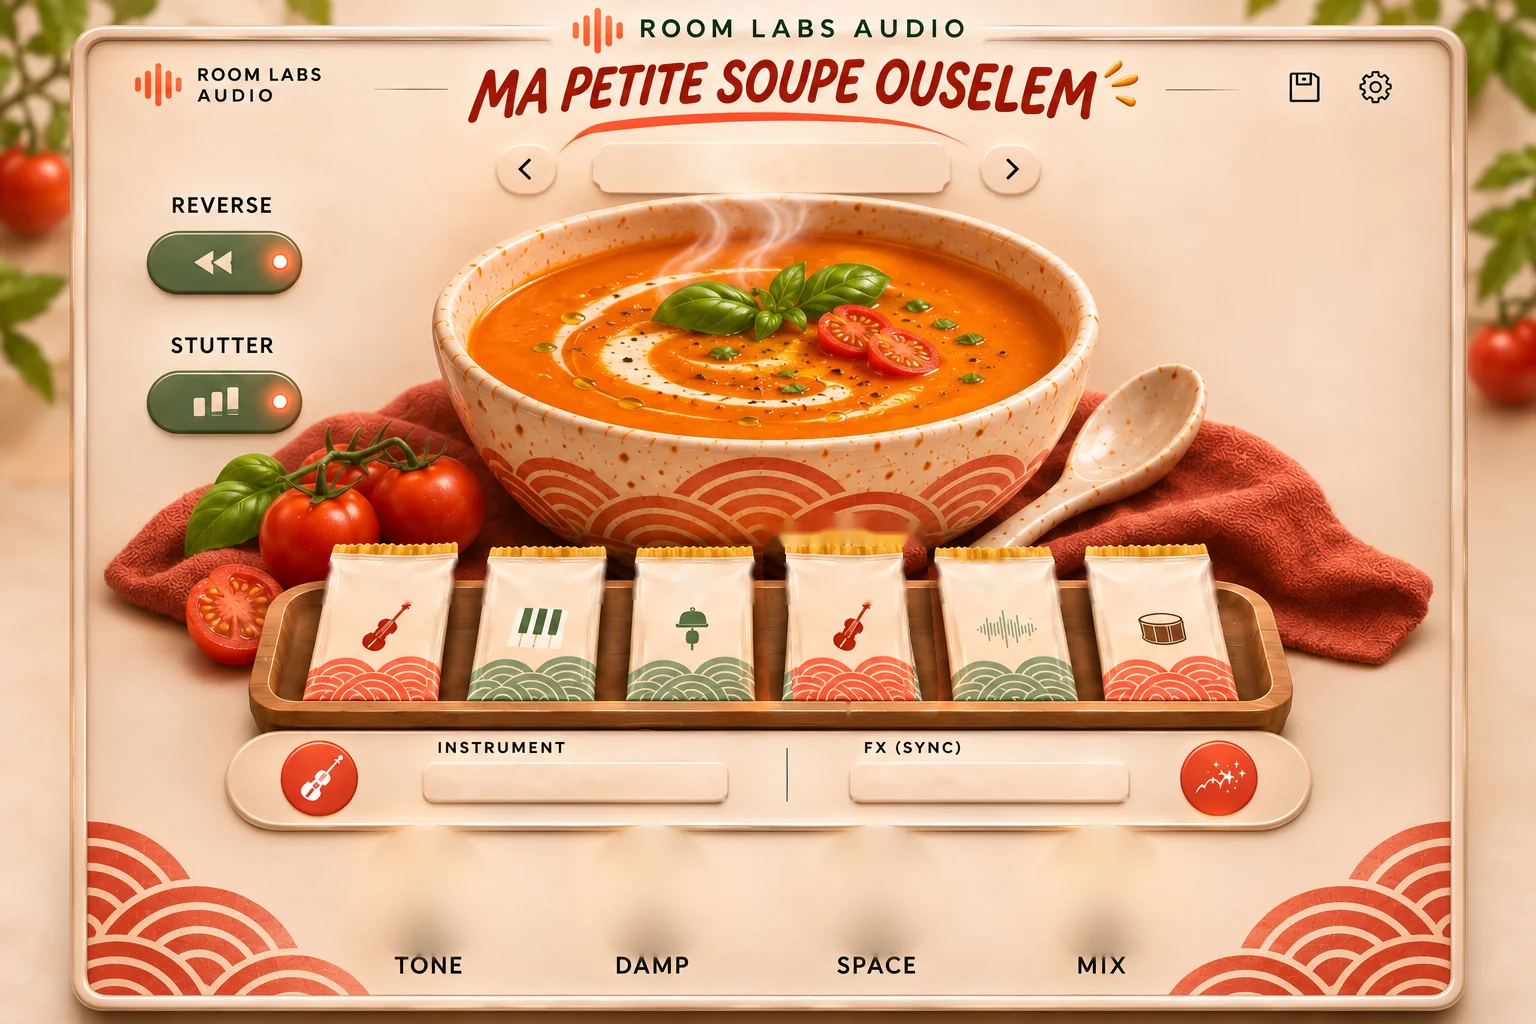 ROOM LABS AUDIO
ROOM LABS
AUDIO
MA PETITE SOUPE OUSELEM
REVERSE
STUTTER
INSTRUMENT
FX (SYNC)
TONE
DAMP
SPACE
MIX